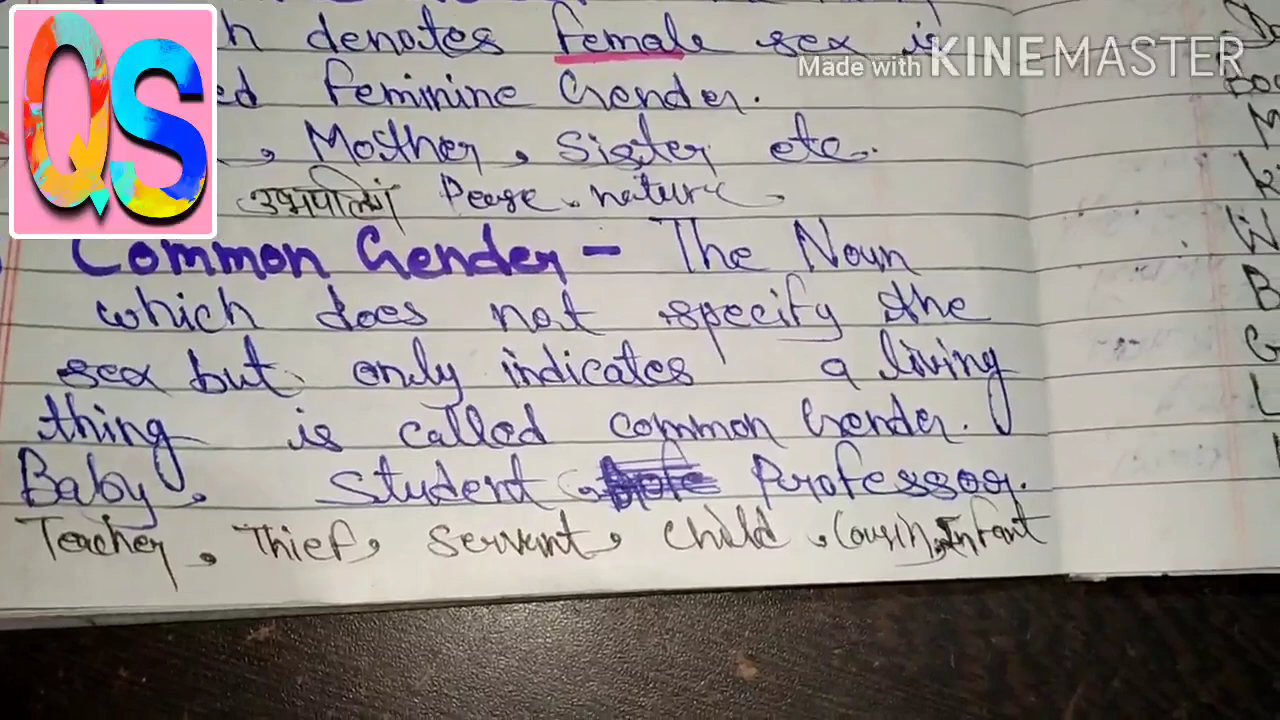 QS
Made with KINEMASTER
h denotes female sex is
ed feminine Gender.
, Mother, Sister etc.
उभयलिंग Peere. nature,
Common Gender - The Noun
which does not specify the
sex but only indicates a living
thing is called common Gender.
Baby, Student, Professor.
Teacher, Thief, Servant, child, Cousin, Infant